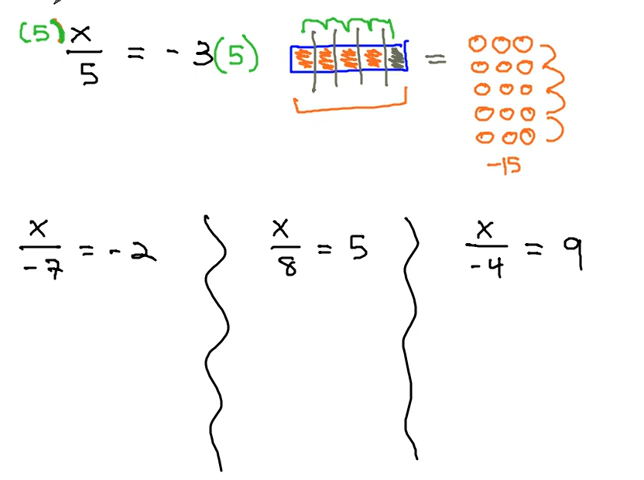 (5) x/5 = -3(5) =
-15
x/-7 = -2
x/8 = 5
x/-4 = 9